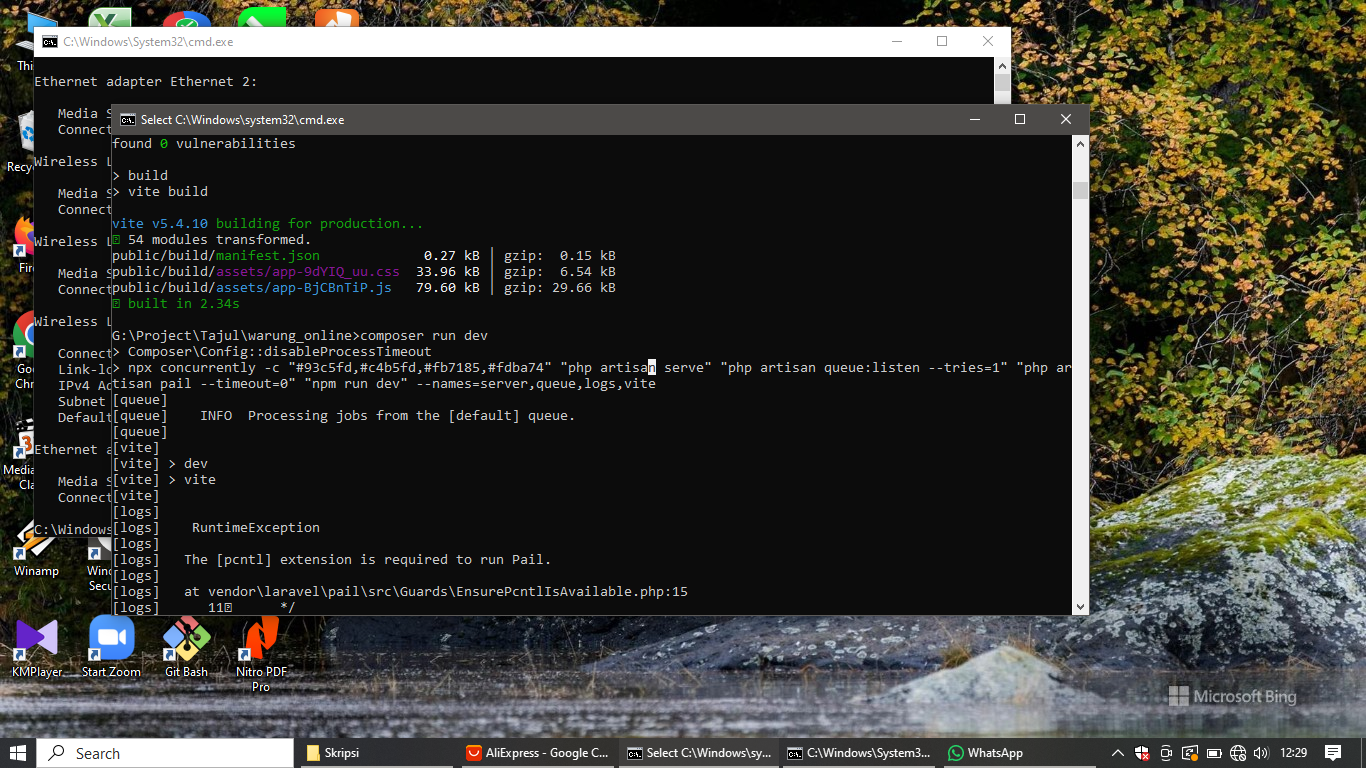 C:\Windows\System32\cmd.exe
Ethernet adapter Ethernet 2:
Media S
Connect
Wireless L
Media S
Connect
Wireless L
Media S
Connect
Wireless L
Connect
Link-lo
IPv4 Ad
Subnet
Default
Ethernet a
Media S
Connect
C:\Windows
Select C:\Windows\system32\cmd.exe
found 0 vulnerabilities
> build
> vite build
vite v5.4.10 building for production...
54 modules transformed.
public/build/manifest.json 0.27 kB │ gzip: 0.15 kB
public/build/assets/app-9dYIQ_uu.css 33.96 kB │ gzip: 6.54 kB
public/build/assets/app-BjCBnTiP.js 79.60 kB │ gzip: 29.66 kB
built in 2.34s
G:\Project\Tajul\warung_online>composer run dev
> Composer\Config::disableProcessTimeout
> npx concurrently -c "#93c5fd,#c4b5fd,#fb7185,#fdba74" "php artisan serve" "php artisan queue:listen --tries=1" "php ar
tisan pail --timeout=0" "npm run dev" --names=server,queue,logs,vite
[queue]
[queue] INFO Processing jobs from the [default] queue.
[queue]
[vite]
[vite] > dev
[vite] > vite
[vite]
[logs]
[logs] RuntimeException
[logs]
[logs] The [pcntl] extension is required to run Pail.
[logs]
[logs] at vendor\laravel\pail\src\Guards\EnsurePcntlIsAvailable.php:15
[logs] 11 */
Thi
Recyc
Fire
Goo
Chro
Media
Cla
Winamp
Winc
Secu
KMPlayer
Start Zoom
Git Bash
Nitro PDF
Pro
Microsoft Bing
Search
Skripsi
AliExpress - Google C...
Select C:\Windows\sy...
C:\Windows\System3...
WhatsApp
12:29